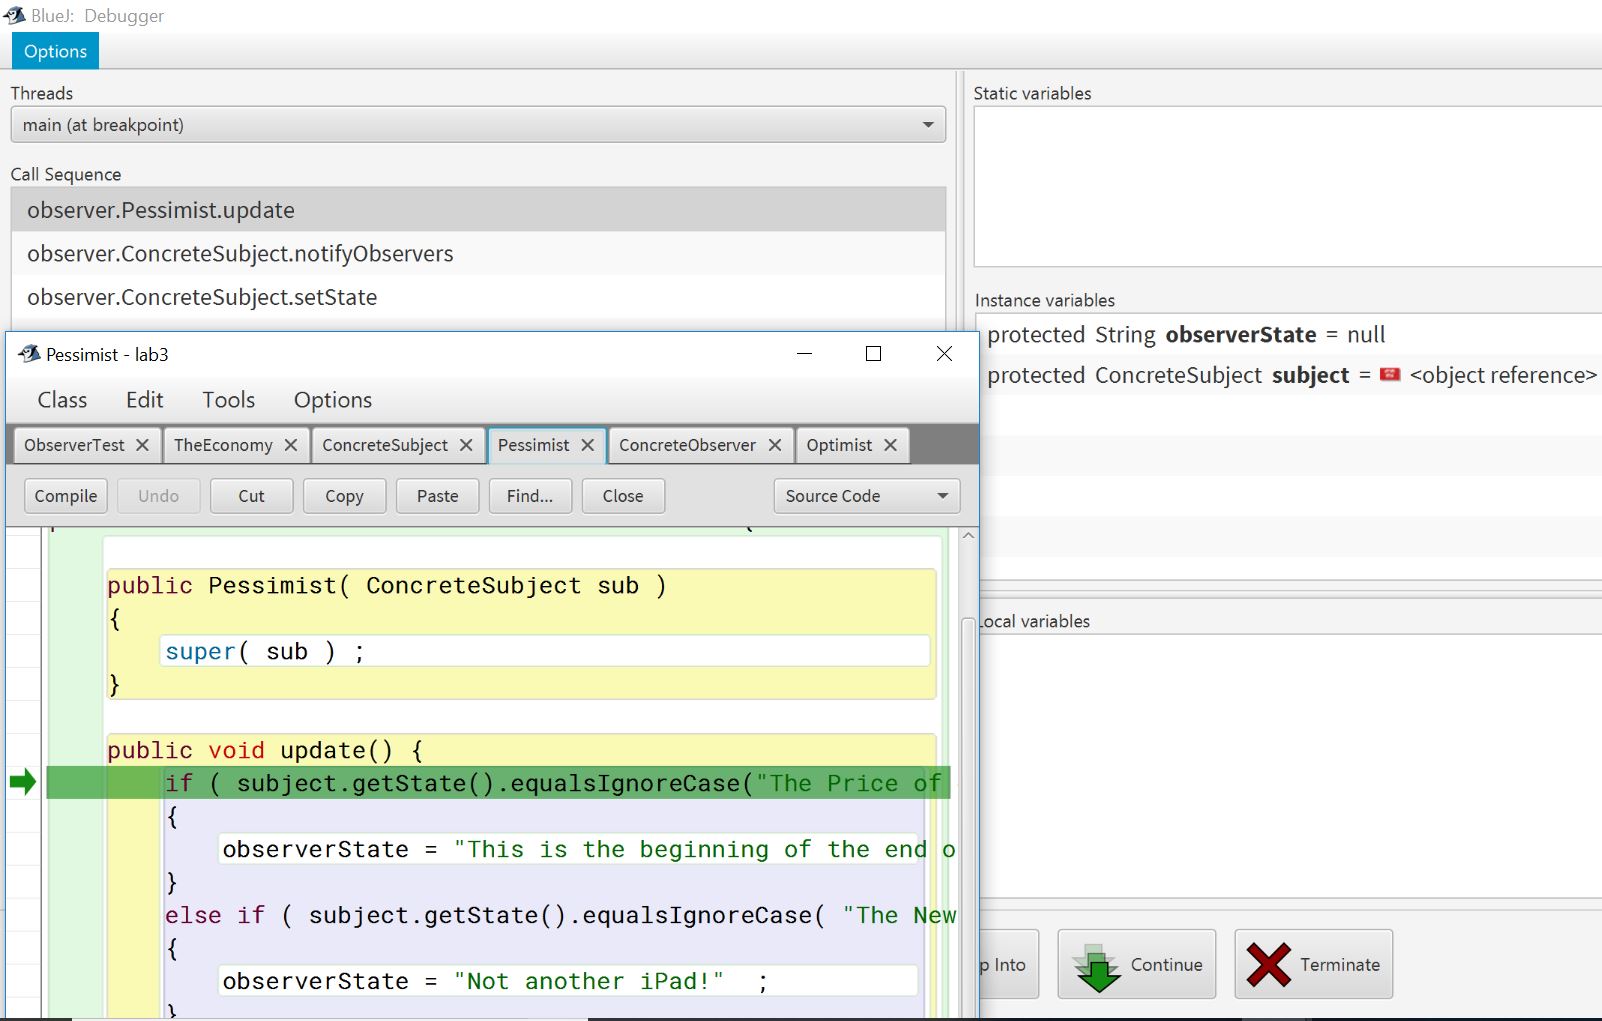 BlueJ: Debugger
Options
Threads
main (at breakpoint)
Call Sequence
observer.Pessimist.update
observer.ConcreteSubject.notifyObservers
observer.ConcreteSubject.setState
Static variables
Instance variables
protected String observerState = null
protected ConcreteSubject subject = <object reference>
Local variables
Pessimist - lab3
Class Edit Tools Options
ObserverTest TheEconomy ConcreteSubject Pessimist ConcreteObserver Optimist
Compile Undo Cut Copy Paste Find... Close Source Code
public Pessimist( ConcreteSubject sub )
{
super( sub ) ;
}
public void update() {
if ( subject.getState().equalsIgnoreCase("The Price of
{
observerState = "This is the beginning of the end o
}
else if ( subject.getState().equalsIgnoreCase( "The New
{
observerState = "Not another iPad!" ;
}
p Into Continue Terminate